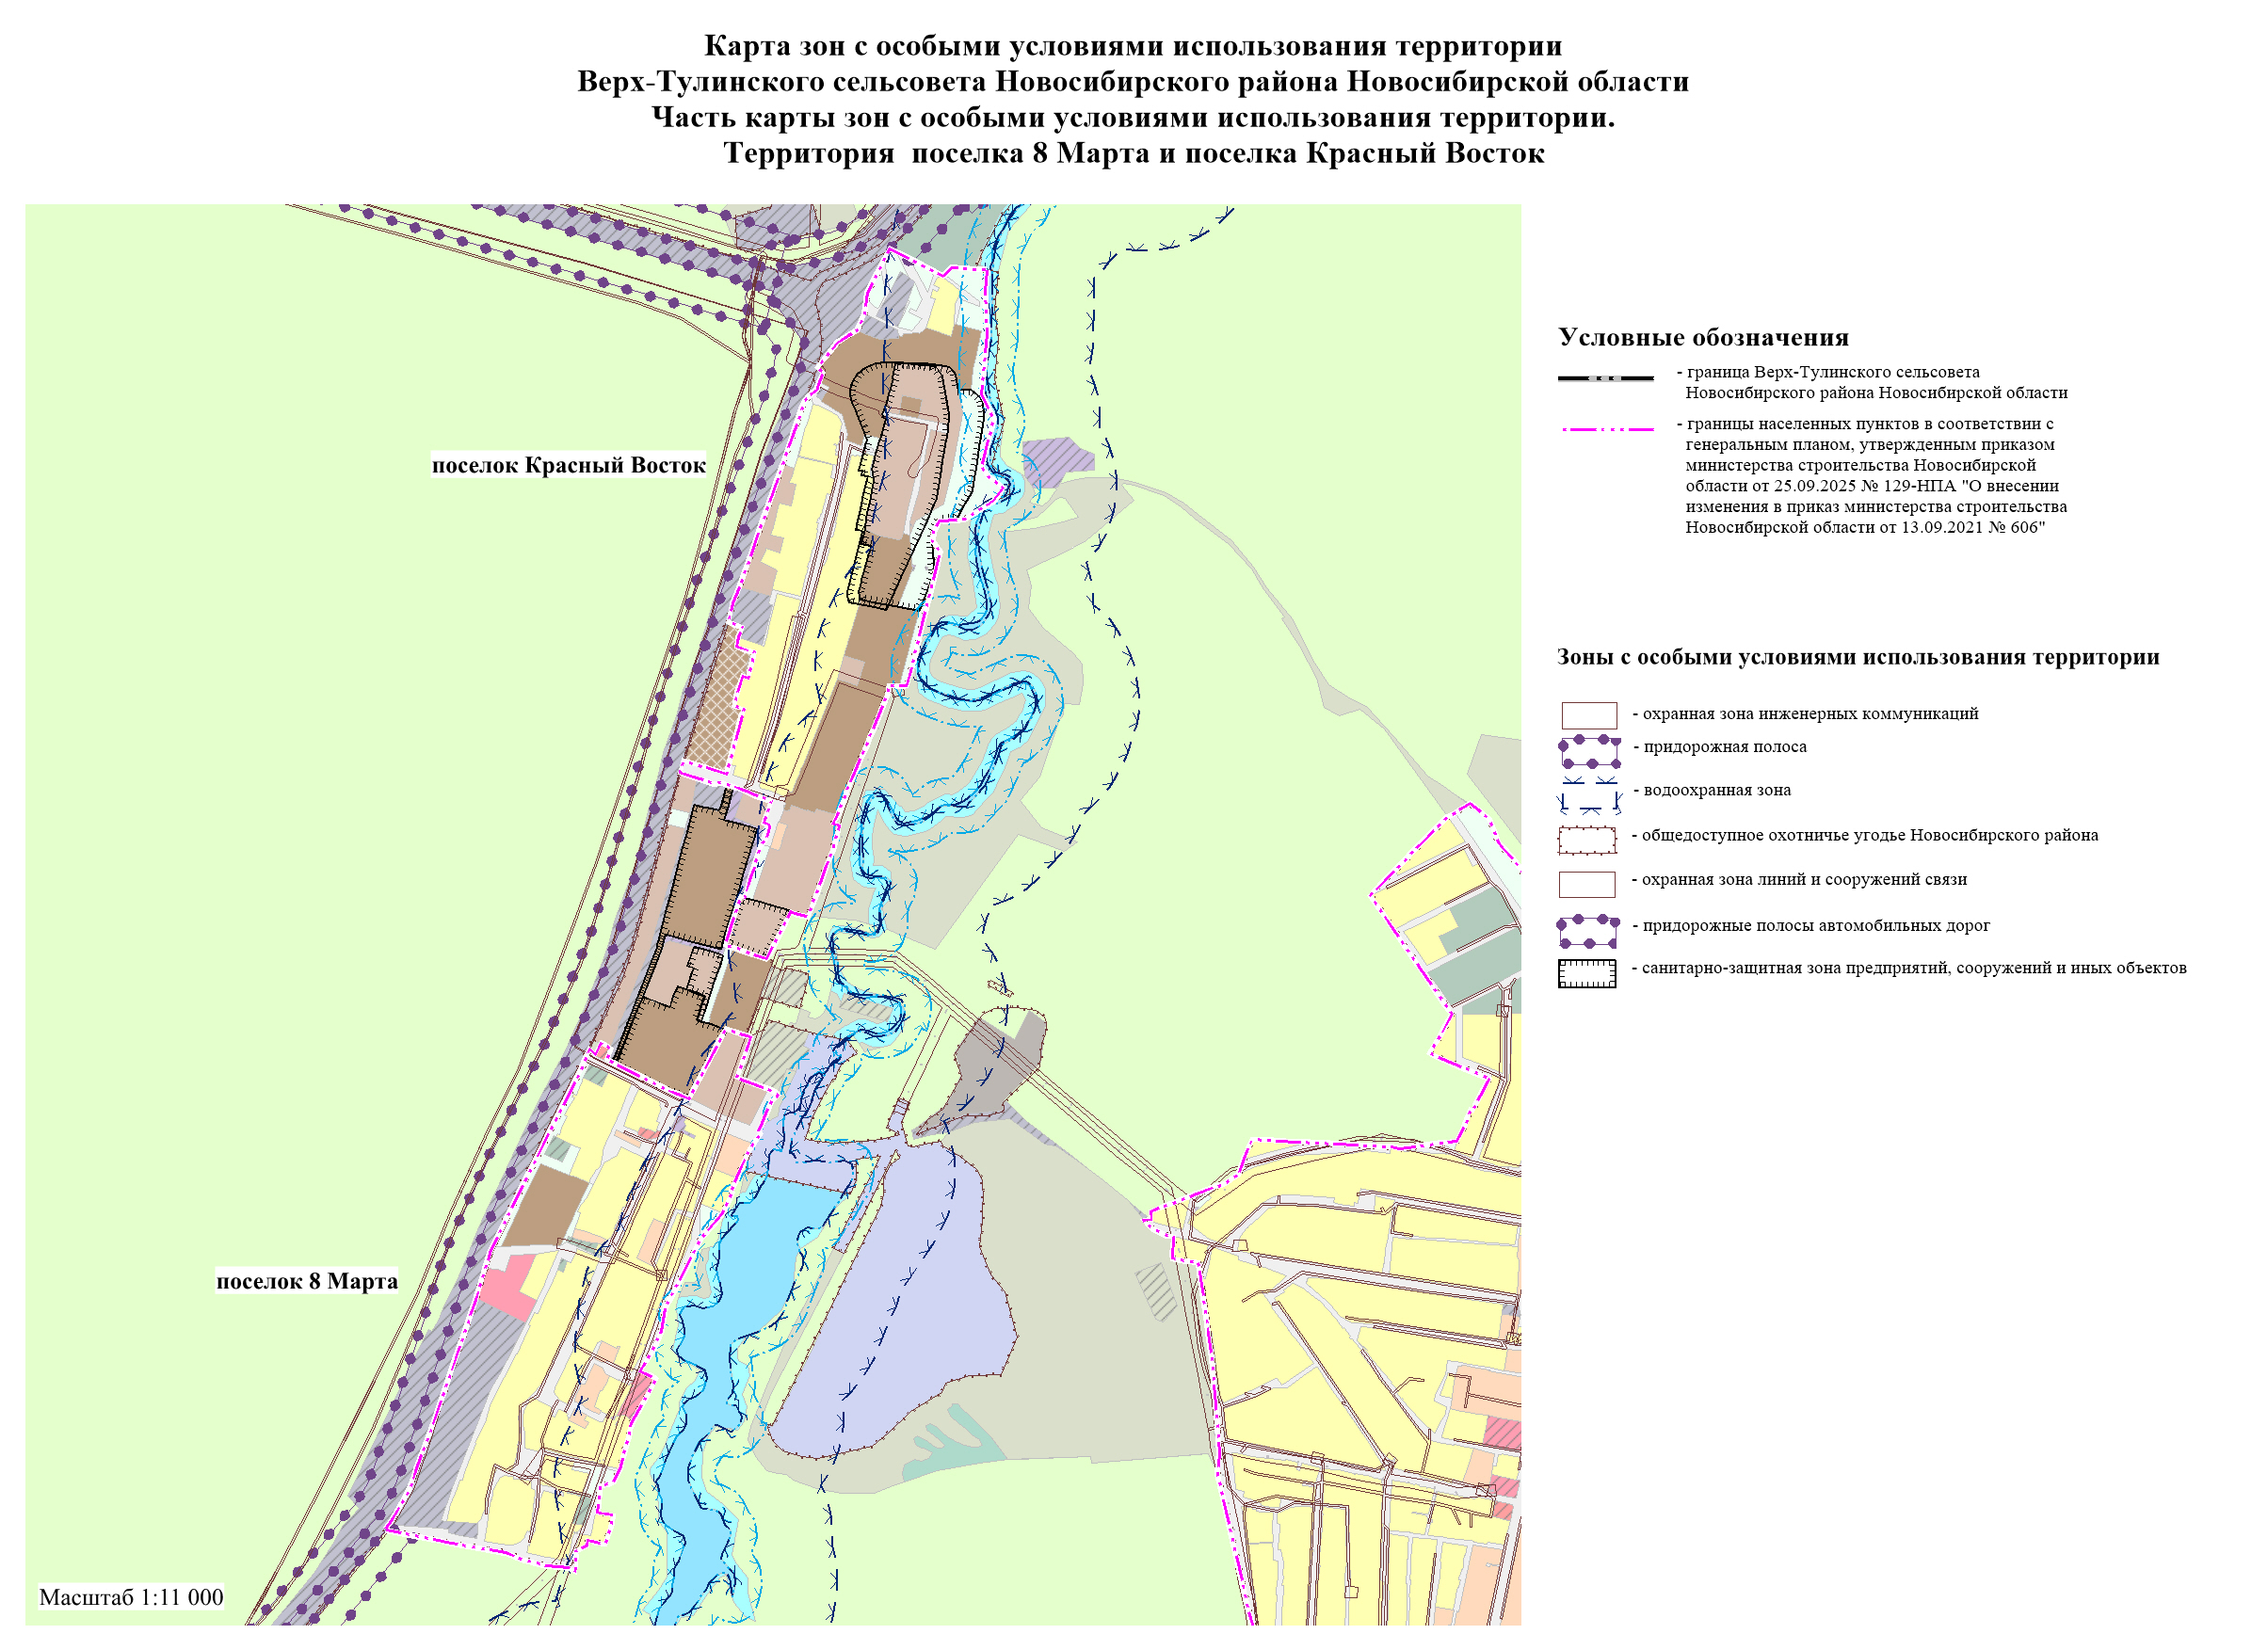 Карта зон с особыми условиями использования территории
Верх-Тулинского сельсовета Новосибирского района Новосибирской области
Часть карты зон с особыми условиями использования территории.
Территория  поселка 8 Марта и поселка Красный Восток
поселок Красный Восток
поселок 8 Марта
Масштаб 1:11 000
Условные обозначения
- граница Верх-Тулинского сельсовета
Новосибирского района Новосибирской области
- границы населенных пунктов в соответствии с
генеральным планом, утвержденным приказом
министерства строительства Новосибирской
области от 25.09.2025 № 129-НПА "О внесении
изменения в приказ министерства строительства
Новосибирской области от 13.09.2021 № 606"
Зоны с особыми условиями использования территории
- охранная зона инженерных коммуникаций
- придорожная полоса
- водоохранная зона
- общедоступное охотничье угодье Новосибирского района
- охранная зона линий и сооружений связи
- придорожные полосы автомобильных дорог
- санитарно-защитная зона предприятий, сооружений и иных объектов